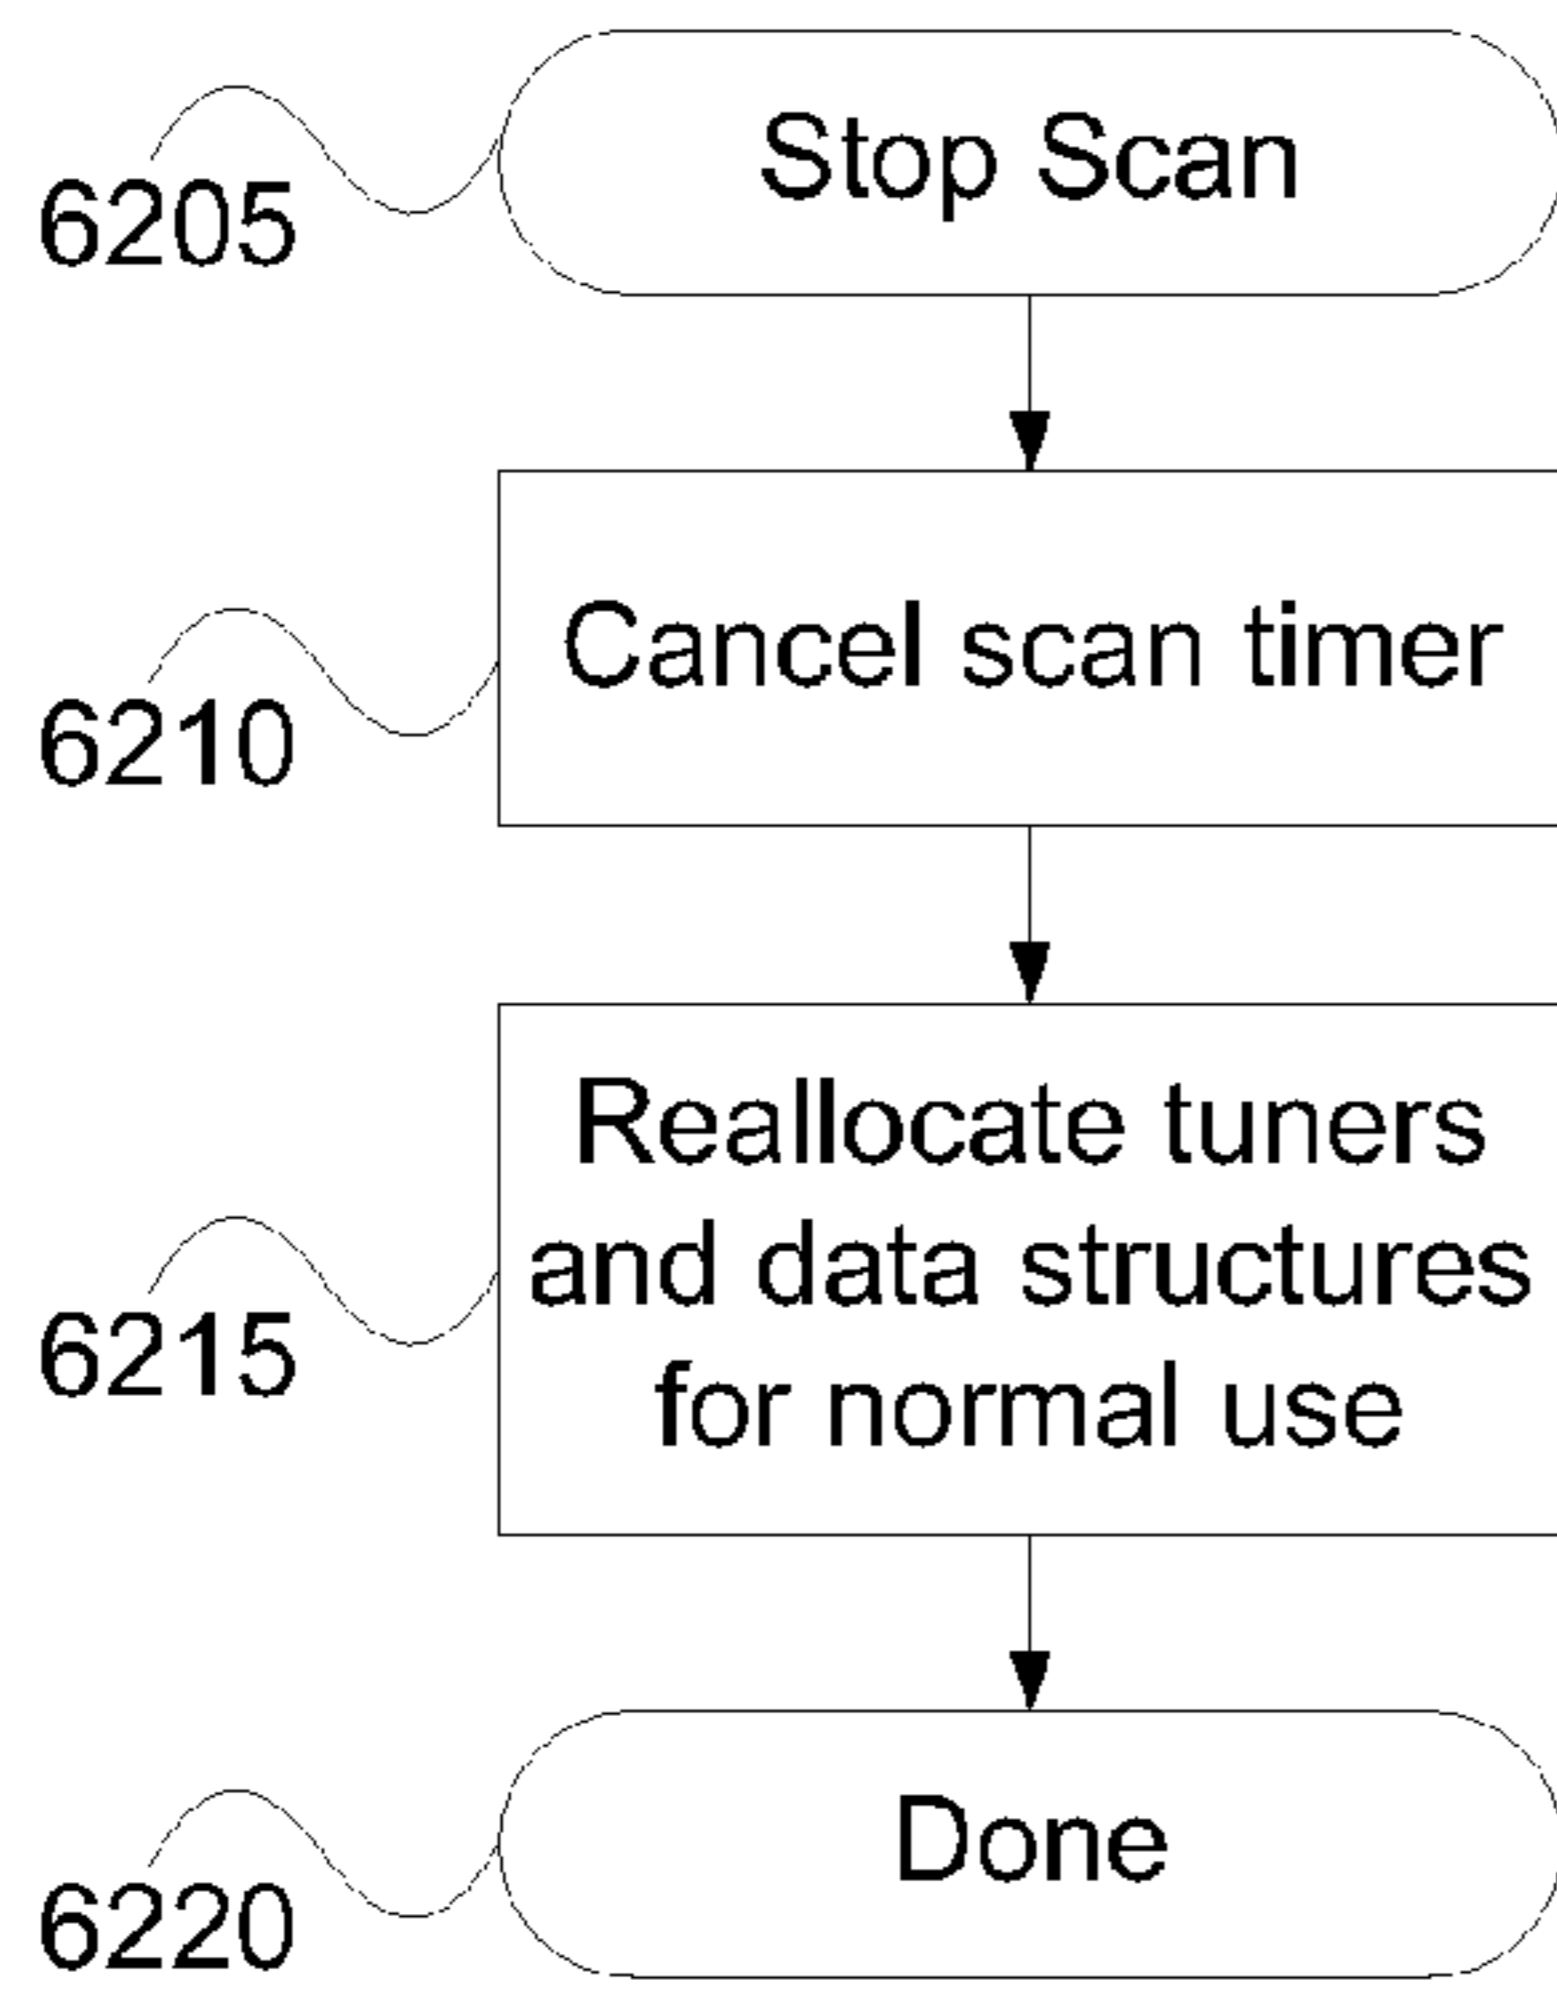 Stop Scan
6205
Cancel scan timer
6210
Reallocate tuners
and data structures
for normal use
6215
Done
6220